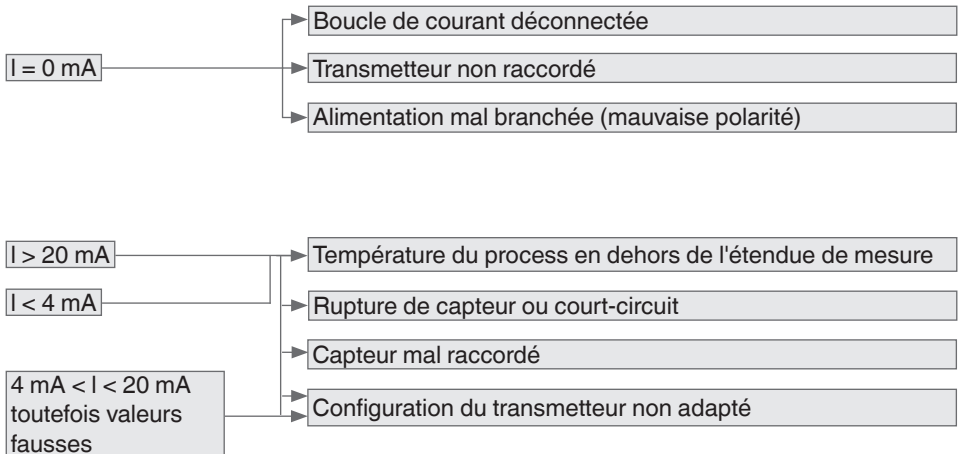 Boucle de courant déconnectée
I = 0 mA
Transmetteur non raccordé
Alimentation mal branchée (mauvaise polarité)
I > 20 mA
Température du process en dehors de l'étendue de mesure
I < 4 mA
Rupture de capteur ou court-circuit
Capteur mal raccordé
4 mA < I < 20 mA
toutefois valeurs
fausses
Configuration du transmetteur non adapté